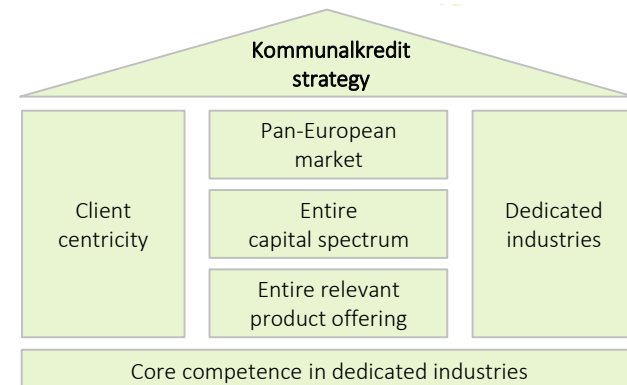 Kommunalkredit
strategy
Client
centricity
Pan-European
market
Entire
capital spectrum
Entire relevant
product offering
Dedicated
industries
Core competence in dedicated industries